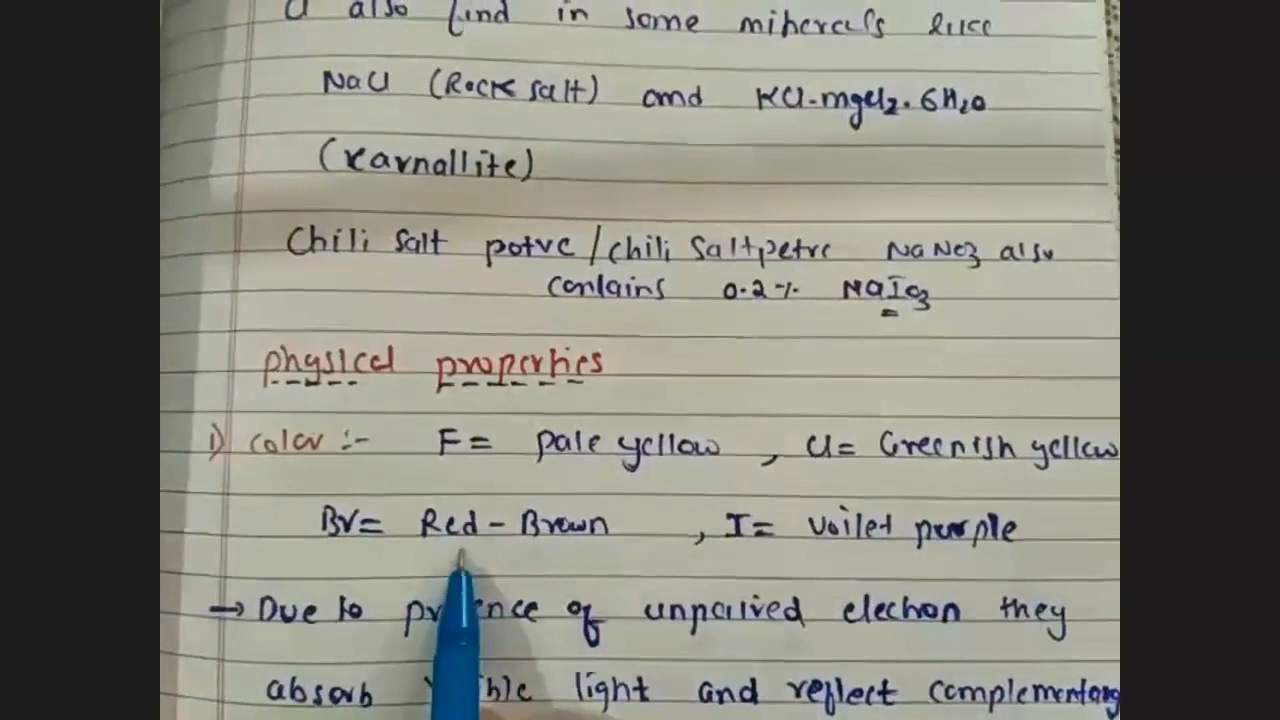 Cl also find in some minerals like
NaCl (Rock salt) and KCl.mgCl2.6H2O
(karnallite)
Chili salt potre/chili saltpetre NaNO3 also
contains 0.2% NaIO3
physical properties
1) color :- F= pale yellow, Cl= Greenish yellow
Br= Red-Brown, I= voilet purple
→ Due to of unpaired electron they
absorb light and reflect complementary